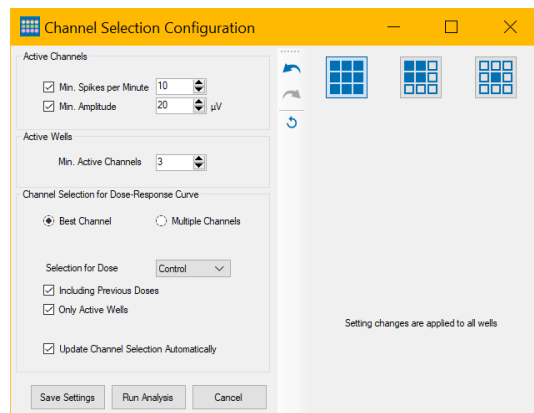 Channel Selection Configuration
Active Channels
Min. Spikes per Minute 10
Min. Amplitude 20 µV
Active Wells
Min. Active Channels 3
Channel Selection for Dose-Response Curve
Best Channel Multiple Channels
Selection for Dose Control
Including Previous Doses
Only Active Wells
Setting changes are applied to all wells
Update Channel Selection Automatically
Save Settings Run Analysis Cancel